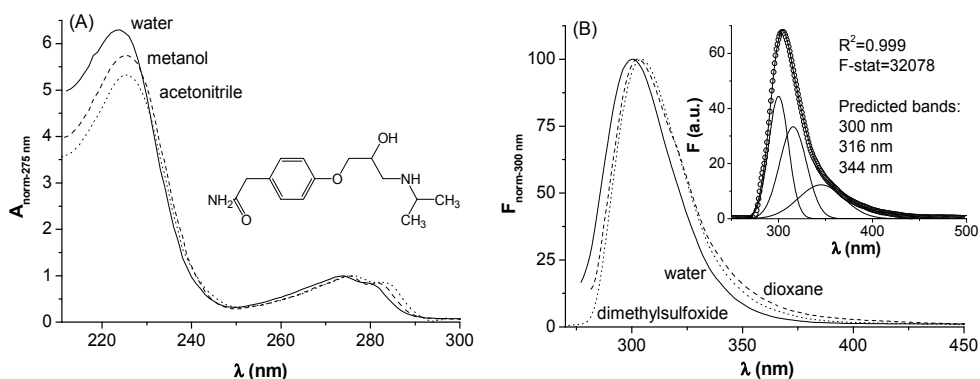 (A)
water
metanol
acetonitrile
OH
O
NH
NH₂
O
H₃C
CH₃
A norm-275 nm
6
5
4
3
2
1
0
220
240
260
280
300
λ (nm)
(B)
F norm-300 nm
100
75
50
25
0
water
dioxane
dimethylsulfoxide
300
350
400
450
λ (nm)
R²=0.999
F-stat=32078
Predicted bands:
300 nm
316 nm
344 nm
F (a.u.)
60
40
20
0
300
400
500
λ (nm)